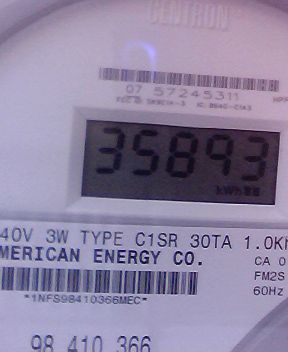 CENTRON
07 57245311
35893
kWh
40V 3W TYPE C1SR 30TA 1.0Kh
MERICAN ENERGY CO.
CA 0
FM2S
60Hz
*1NFS98410366MEC*
98 410 366